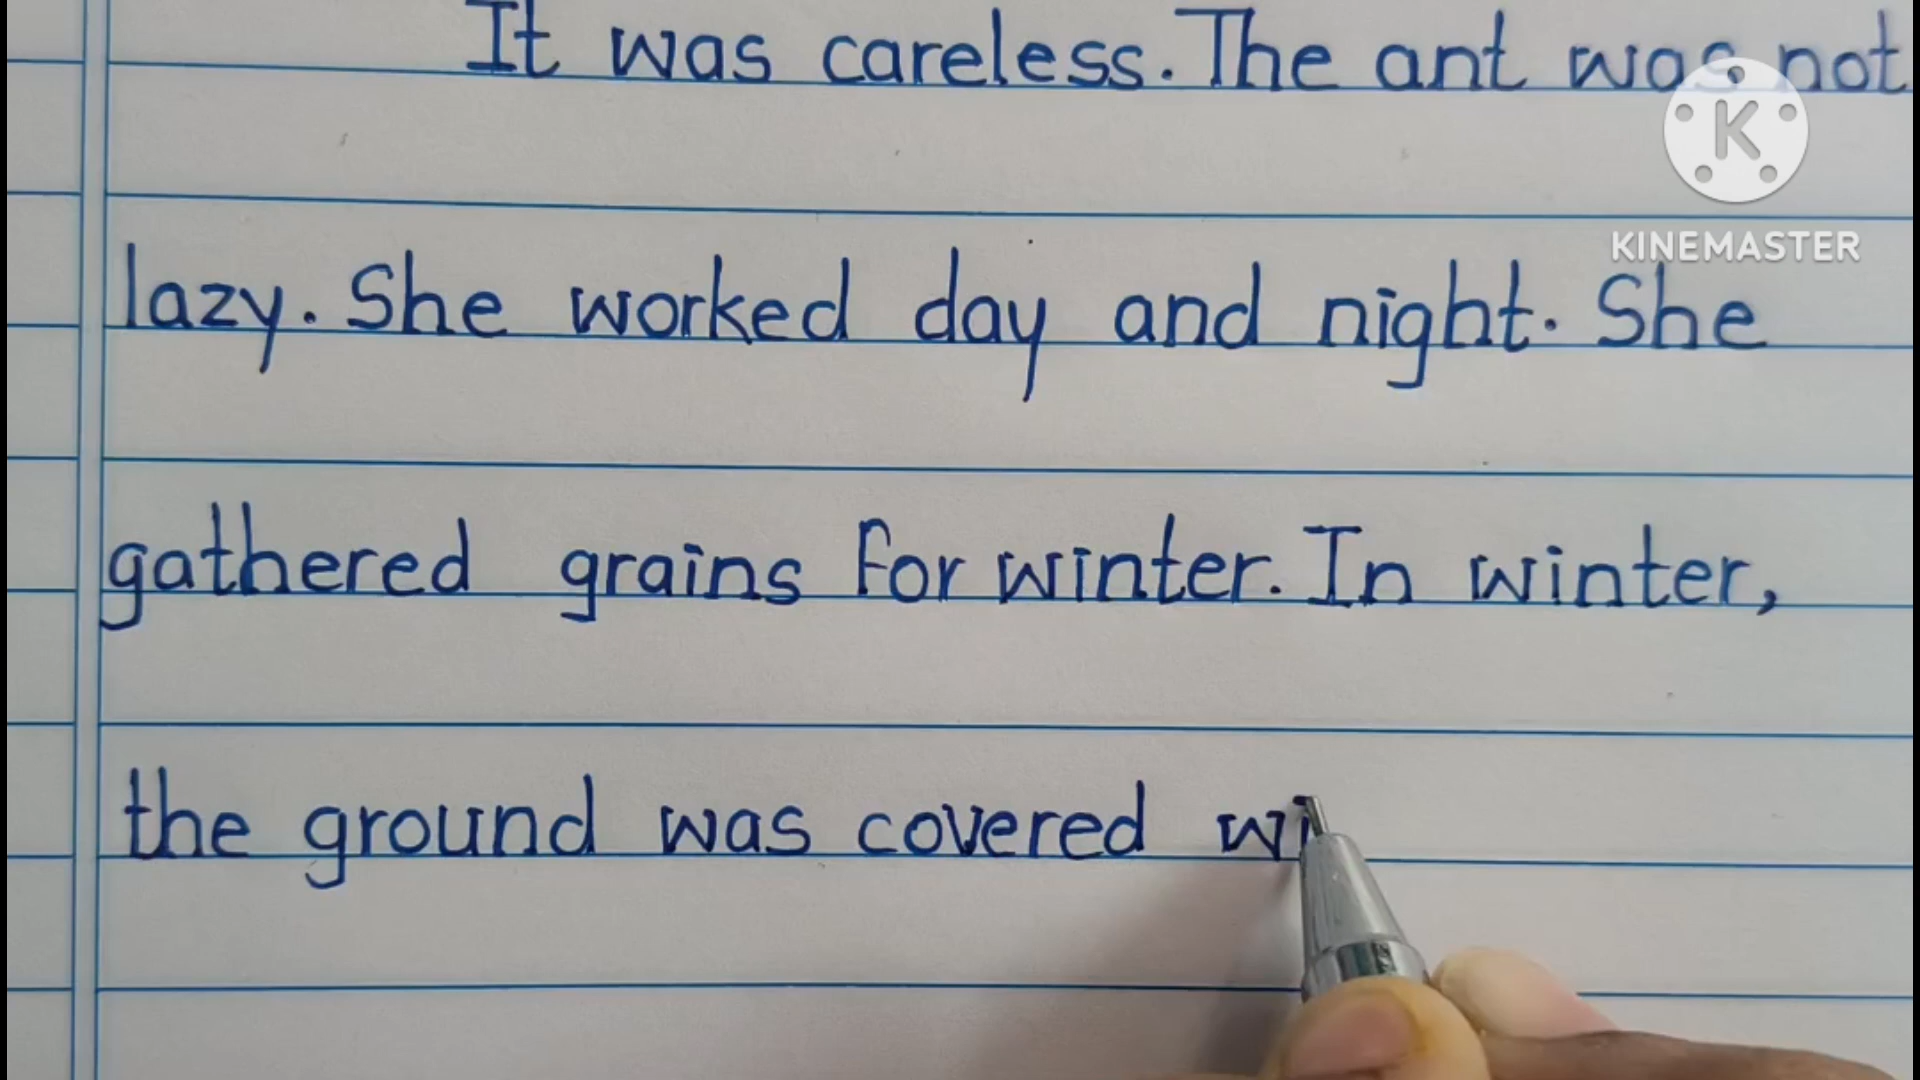 It was careless. The ant was not
K
KINEMASTER
lazy. She worked day and night. She
gathered grains for winter. In winter,
the ground was covered wi